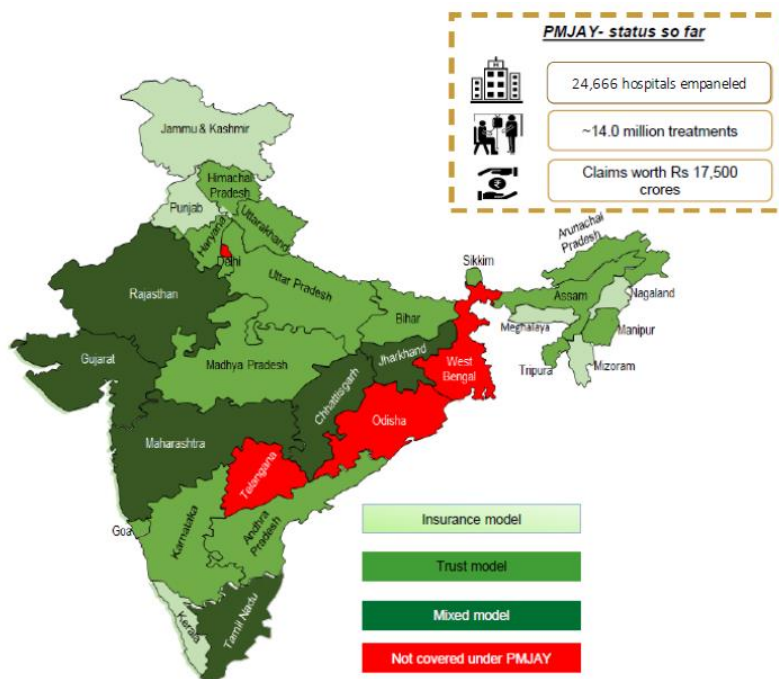 PMJAY- status so far
24,666 hospitals empaneled
~14.0 million treatments
Claims worth Rs 17,500
crores
Jammu & Kashmir
Himachal
Pradesh
Punjab
Uttarakhand
Haryana
Delhi
Rajasthan
Uttar Pradesh
Bihar
Sikkim
Arunachal
Pradesh
Assam
Nagaland
Meghalaya
Manipur
Tripura
Mizoram
Gujarat
Madhya Pradesh
Jharkhand
West
Bengal
Chhattisgarh
Odisha
Maharashtra
Telangana
Goa
Karnataka
Andhra
Pradesh
Kerala
Tamil Nadu
Insurance model
Trust model
Mixed model
Not covered under PMJAY